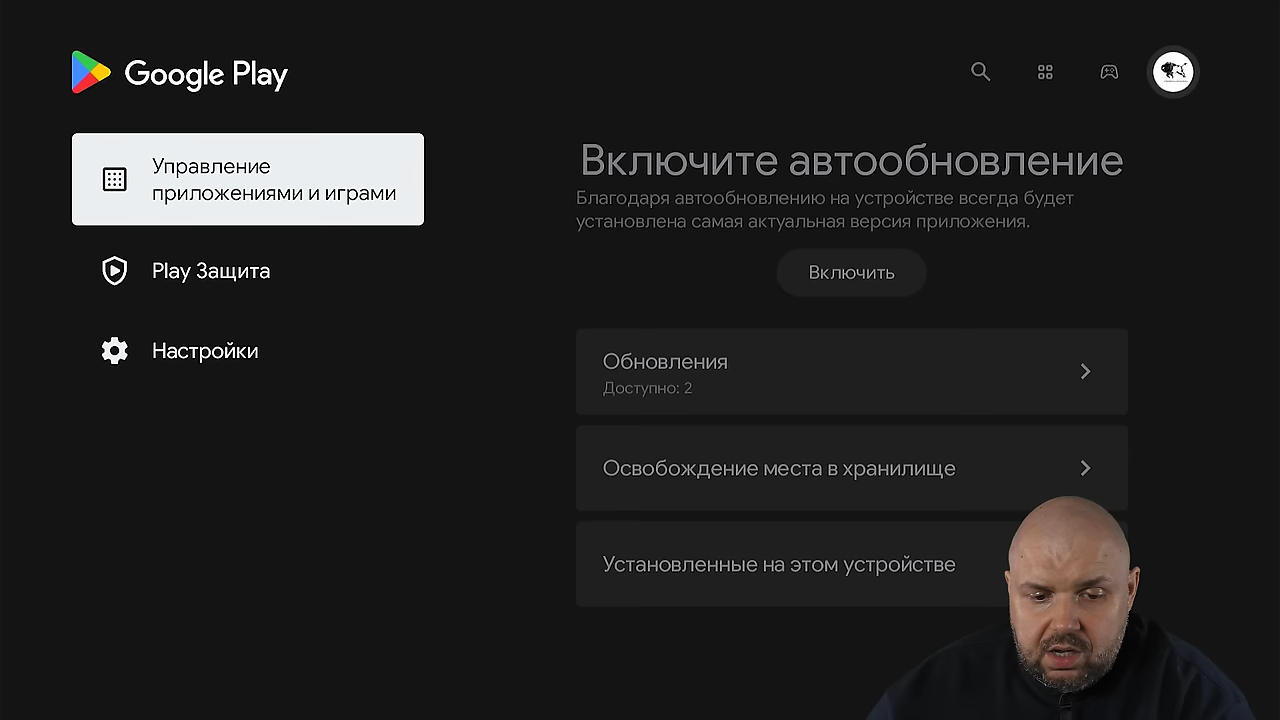 Google Play
Управление
приложениями и играми
Play Защита
Настройки
Включите автообновление
Благодаря автообновлению на устройстве всегда будет
установлена самая актуальная версия приложения.
Включить
Обновления
Доступно: 2
Освобождение места в хранилище
Установленные на этом устройстве